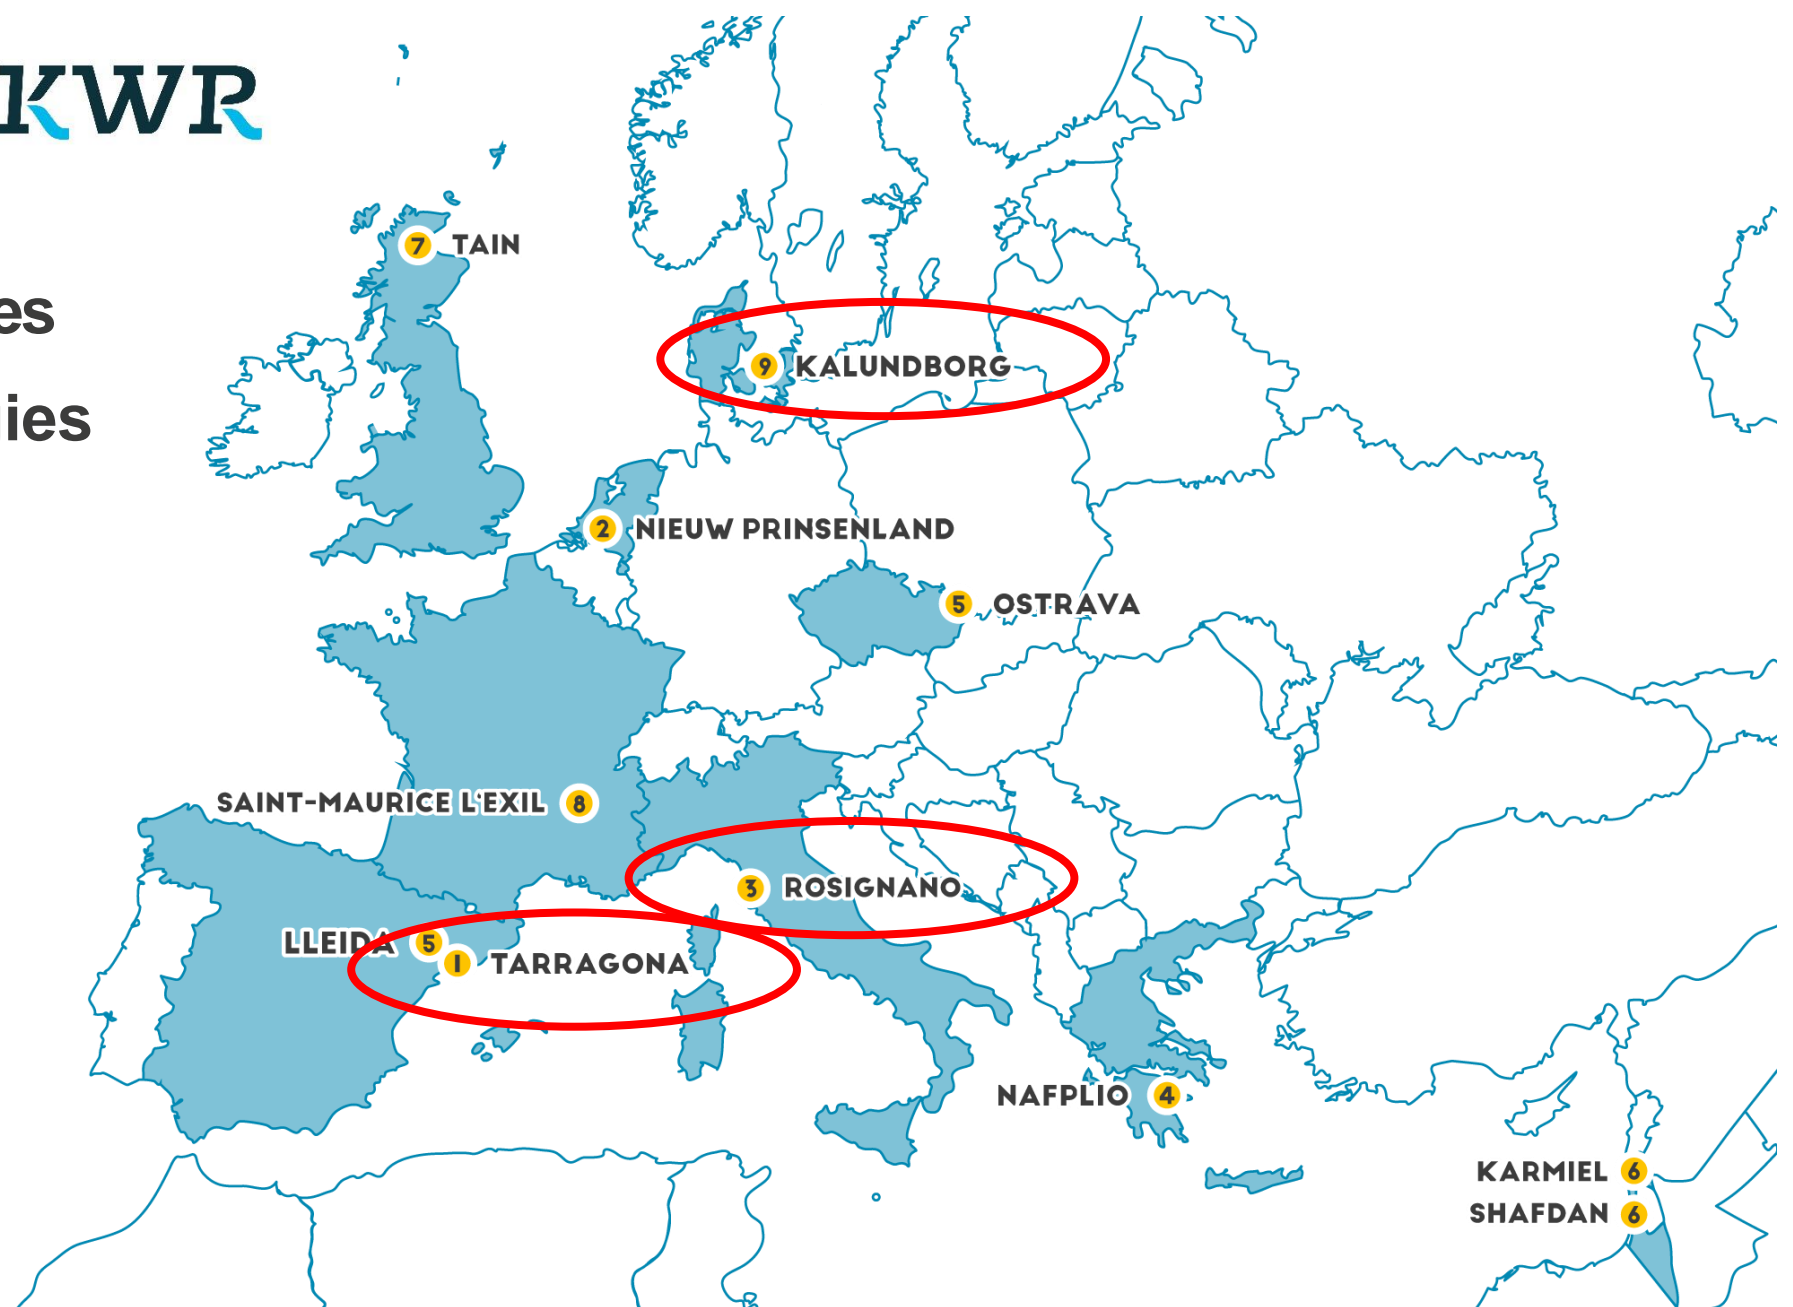 KWR
7 TAIN
es
9 KALUNDBORG
ies
2 NIEUW PRINSENLAND
5 OSTRAVA
SAINT-MAURICE L'EXIL 8
3 ROSIGNANO
LLEIDA 5
1 TARRAGONA
NAFPLIO 4
KARMIEL 6
SHAFDAN 6